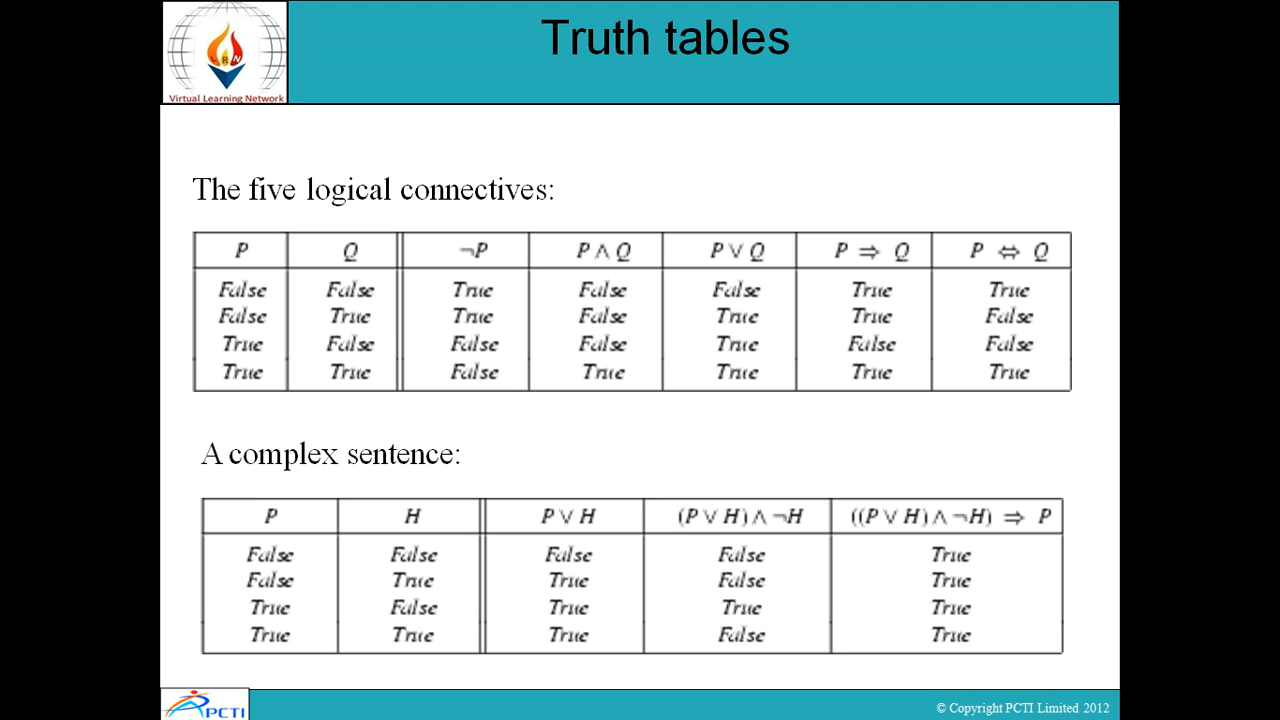 Truth tables
LRN
Virtual Learning Network
The five logical connectives:
P Q ¬P P ∧ Q P ∨ Q P ⇒ Q P ⇔ Q
False False True False False True True
False True True False True True False
True False False False True False False
True True False True True True True
A complex sentence:
P H P ∨ H (P ∨ H) ∧ ¬H ((P ∨ H) ∧ ¬H) ⇒ P
False False False False True
False True True False True
True False True True True
True True True False True
PCTI
© Copyright PCTI Limited 2012